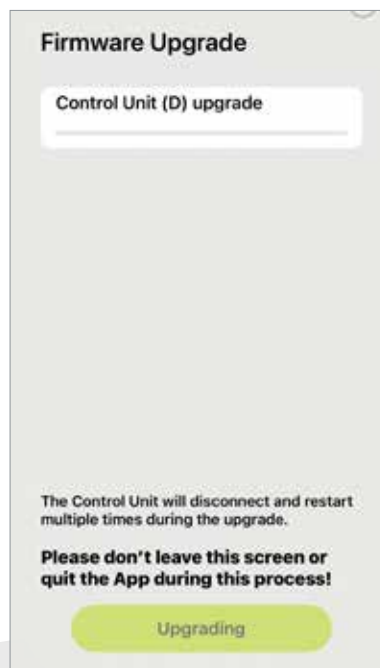 Firmware Upgrade
Control Unit (D) upgrade
The Control Unit will disconnect and restart
multiple times during the upgrade.
Please don't leave this screen or
quit the App during this process!
Upgrading